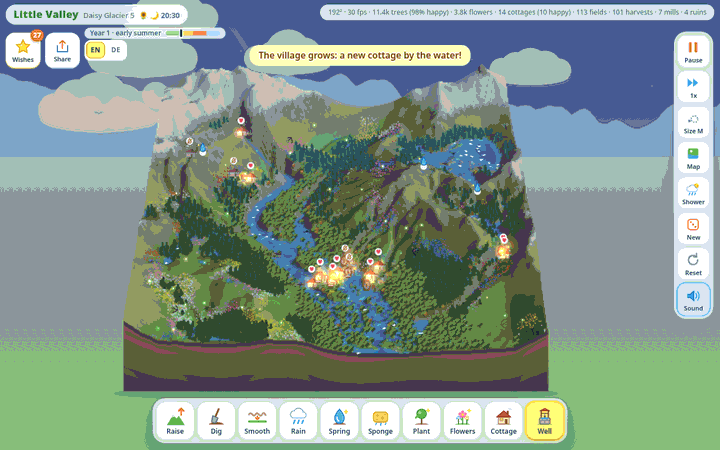 Little Valley Daisy Glacier 5 20:30
192² · 30 fps · 11.4k trees (98% happy) · 3.8k flowers · 14 cottages (10 happy) · 113 fields · 101 harvests · 7 mills · 4 ruins
Year 1 · early summer
27
Wishes
Share
EN
DE
The village grows: a new cottage by the water!
Pause
1x
Size M
Map
Shower
New
Reset
Sound
Raise
Dig
Smooth
Rain
Spring
Sponge
Plant
Flowers
Cottage
Well